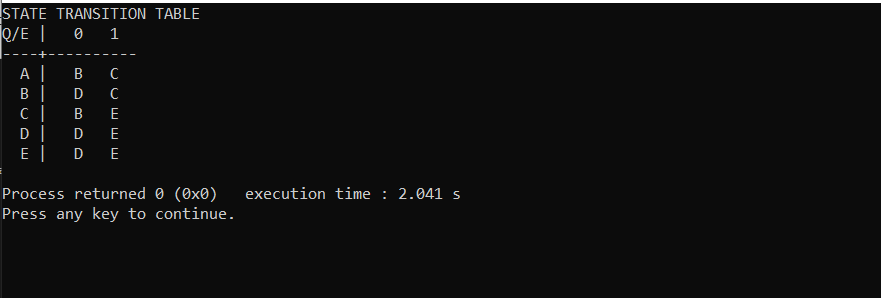 STATE TRANSITION TABLE
Q/E |   0   1
----+----------
  A |   B   C
  B |   D   C
  C |   B   E
  D |   D   E
  E |   D   E
Process returned 0 (0x0)   execution time : 2.041 s
Press any key to continue.